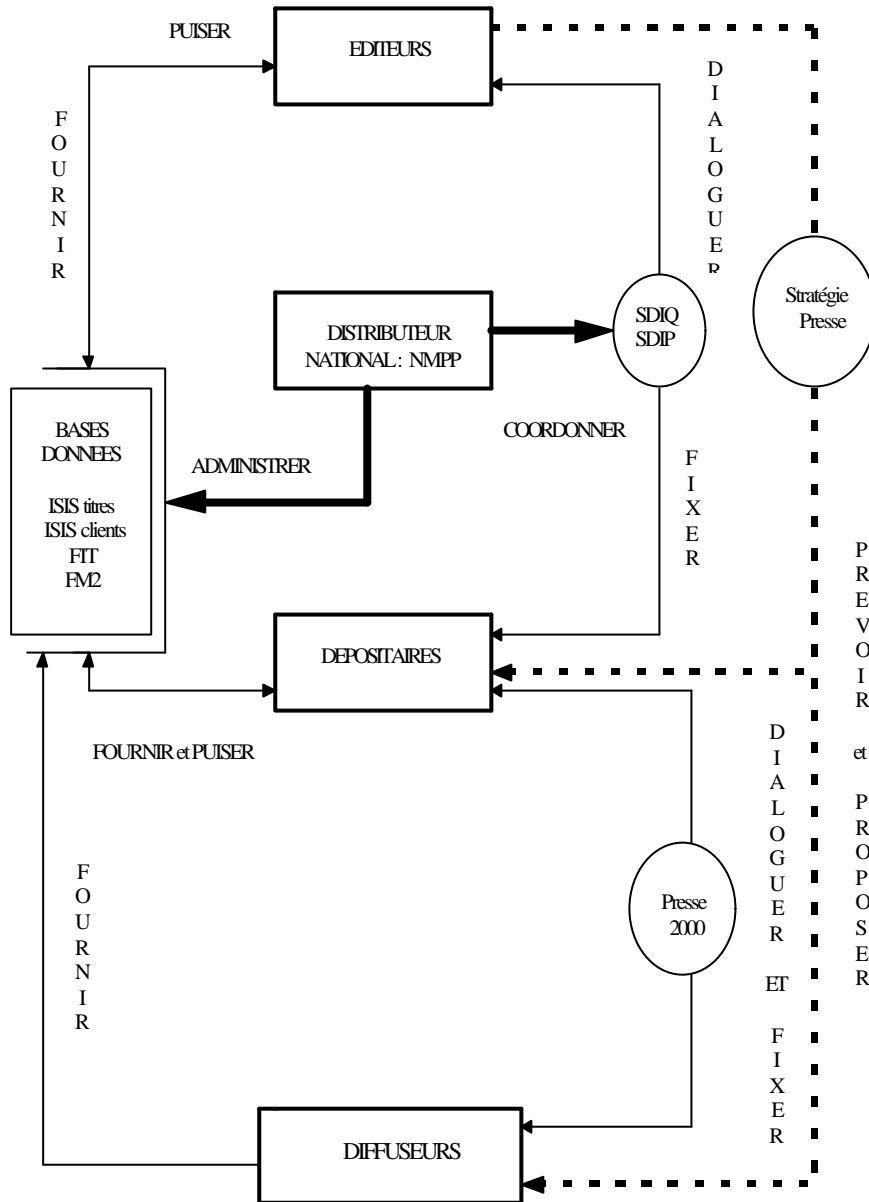 PUISER
EDITEURS
DIALOGUER
FOURNIR
Stratégie
Presse
SDIQ
SDIP
DISTRIBUTEUR
NATIONAL : NMPP
BASES
DONNEES
COORDONNER
ADMINISTRER
FIXER
ISIS titres
ISIS clients
FIT
FM2
PREVOIR et PROPOSER
DEPOSITAIRES
FOURNIR et PUISER
DIALOGUER ET FIXER
FOURNIR
Presse
2000
DIFFUSEURS